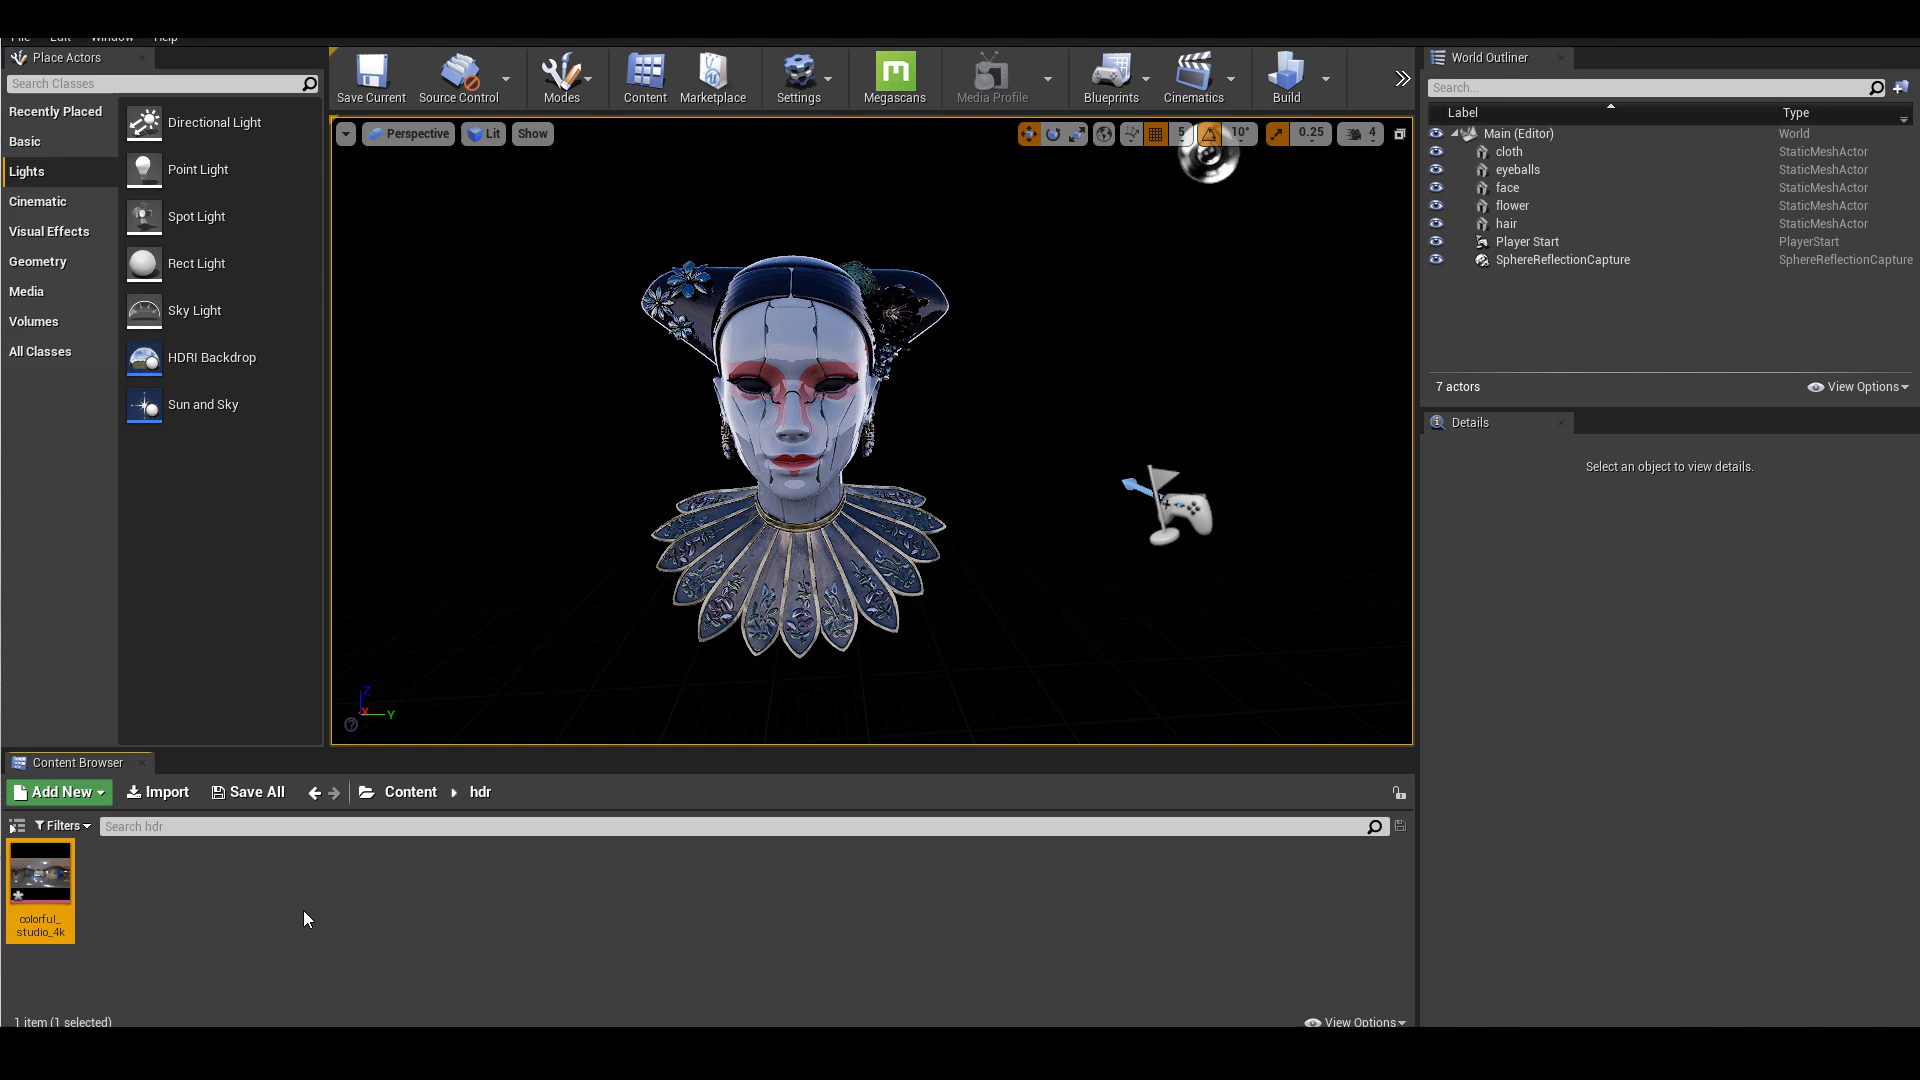 File Edit Window Help
Place Actors
Search Classes
Recently Placed
Basic
Lights
Cinematic
Visual Effects
Geometry
Media
Volumes
All Classes
Directional Light
Point Light
Spot Light
Rect Light
Sky Light
HDRI Backdrop
Sun and Sky
Save Current
Source Control
Modes
Content
Marketplace
Settings
Megascans
Media Profile
Blueprints
Cinematics
Build
Perspective
Lit
Show
5
10°
0.25
4
Z
X
Y
World Outliner
Search...
Label Type
Main (Editor) World
cloth StaticMeshActor
eyeballs StaticMeshActor
face StaticMeshActor
flower StaticMeshActor
hair StaticMeshActor
Player Start PlayerStart
SphereReflectionCapture SphereReflectionCapture
7 actors
View Options
Details
Select an object to view details.
Content Browser
Add New
Import
Save All
Content
hdr
Filters
Search hdr
colorful_
studio_4k
1 item (1 selected)
View Options